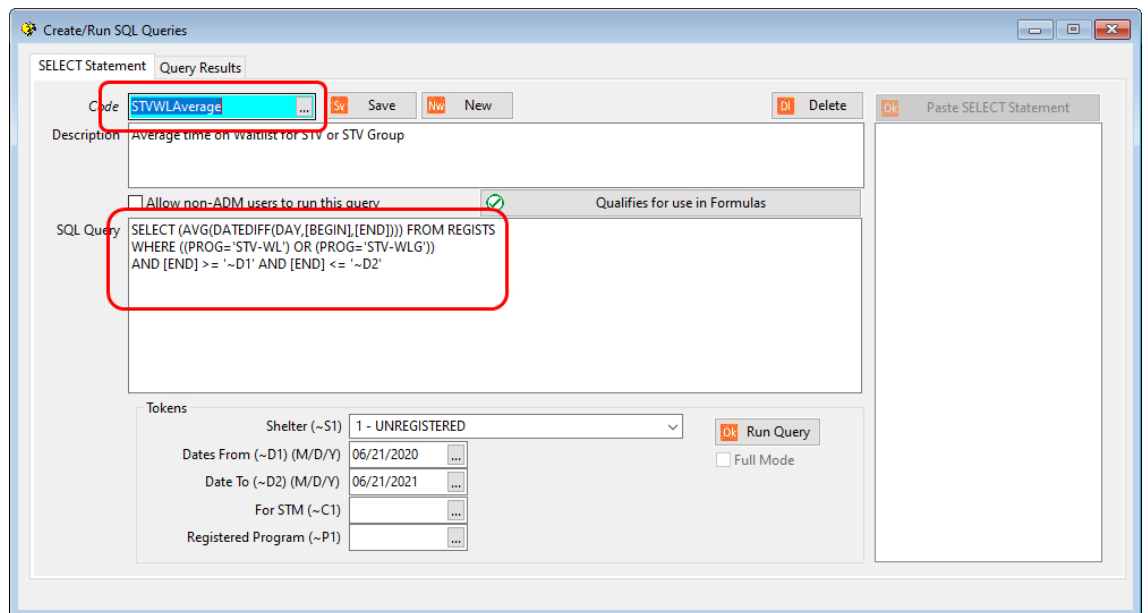 Create/Run SQL Queries
SELECT Statement Query Results
Code STVWLAverage ... Sv Save Nw New Dl Delete Ok Paste SELECT Statement
Description Average time on Waitlist for STV or STV Group
Allow non-ADM users to run this query Qualifies for use in Formulas
SQL Query SELECT (AVG(DATEDIFF(DAY,[BEGIN],[END]))) FROM REGISTS
WHERE ((PROG='STV-WL') OR (PROG='STV-WLG'))
AND [END] >= '~D1' AND [END] <= '~D2'
Tokens
Shelter (~S1) 1 - UNREGISTERED Ok Run Query
Dates From (~D1) (M/D/Y) 06/21/2020 ... Full Mode
Date To (~D2) (M/D/Y) 06/21/2021 ...
For STM (~C1) ...
Registered Program (~P1) ...